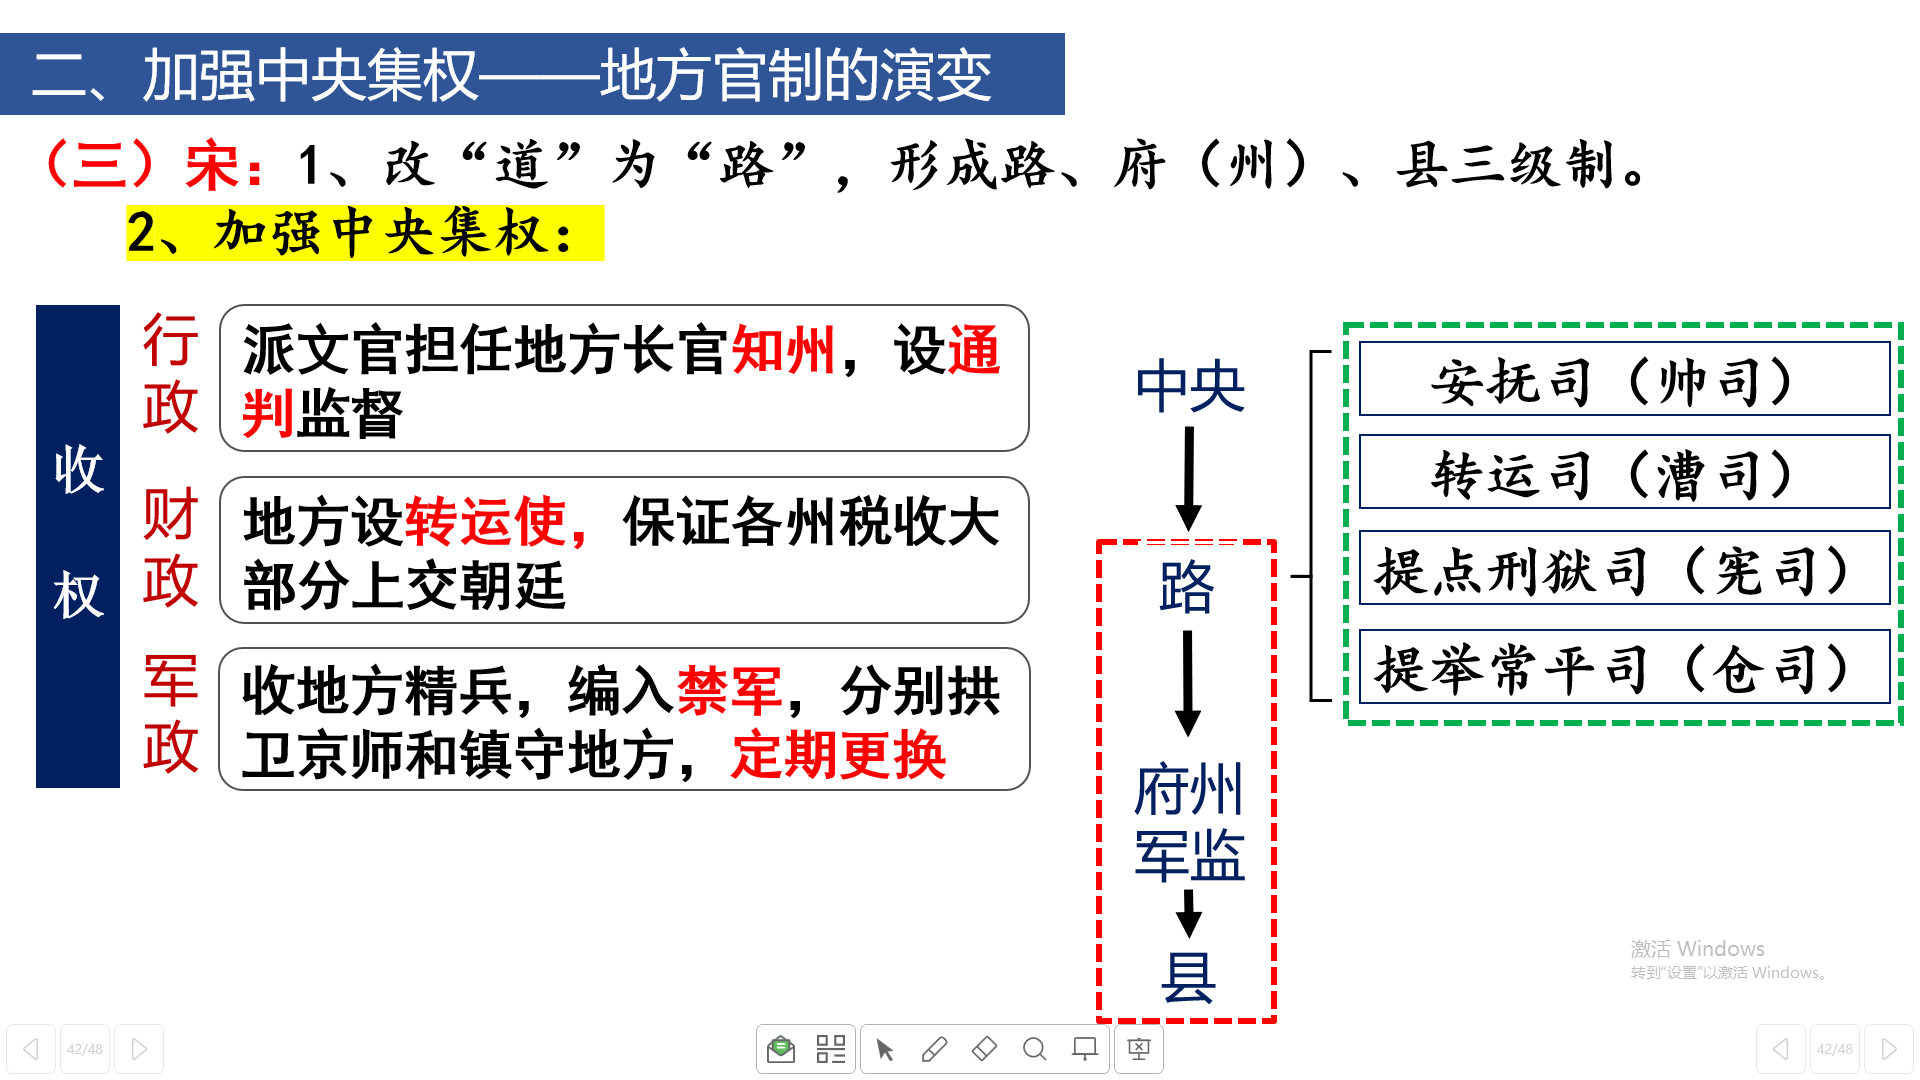 二、加强中央集权——地方官制的演变
（三）宋：1、改“道”为“路”，形成路、府（州）、县三级制。
2、加强中央集权：
收
权
行
政
派文官担任地方长官知州，设通
判监督
财
政
地方设转运使，保证各州税收大
部分上交朝廷
军
政
收地方精兵，编入禁军，分别拱
卫京师和镇守地方，定期更换
中央
路
府州
军监
县
安抚司（帅司）
转运司（漕司）
提点刑狱司（宪司）
提举常平司（仓司）
激活 Windows
转到“设置”以激活 Windows。
42/48
42/48